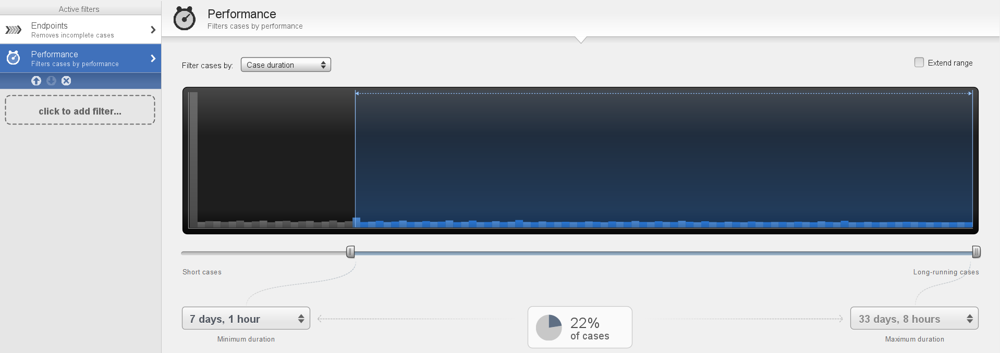 Active filters
Endpoints
Removes incomplete cases
Performance
Filters cases by performance
click to add filter...
Performance
Filters cases by performance
Filter cases by: Case duration
Extend range
Short cases
Long-running cases
7 days, 1 hour
Minimum duration
22%
of cases
33 days, 8 hours
Maximum duration